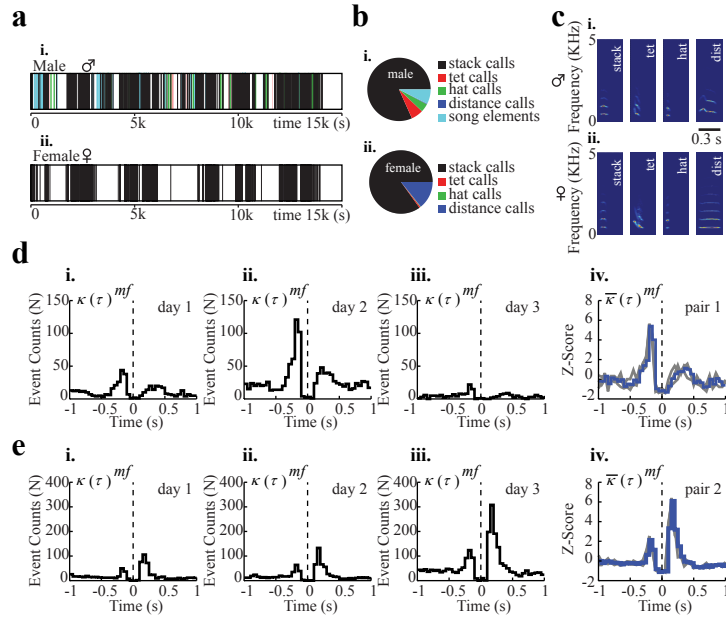 a
b
c
i.
Male ♂
0 5k 10k time 15k (s)
ii.
Female ♀
0 5k 10k time 15k (s)
i.
male
stack calls
tet calls
hat calls
distance calls
song elements
ii.
female
stack calls
tet calls
hat calls
distance calls
i.
♂
Frequency (KHz)
5
0
stack
tet
hat
dist
0.3 s
ii.
♀
Frequency (KHz)
5
0
stack
tet
hat
dist
d
i.
κ(τ)^mf
day 1
Event Counts (N)
150
100
50
0
-1 -0.5 0 0.5 1
Time (s)
ii.
κ(τ)^mf
day 2
Event Counts (N)
150
100
50
0
-1 -0.5 0 0.5 1
Time (s)
iii.
κ(τ)^mf
day 3
Event Counts (N)
150
100
50
0
-1 -0.5 0 0.5 1
Time (s)
iv.
κ̅(τ)^mf
pair 1
Z-Score
8
6
4
2
0
-2
-1 -0.5 0 0.5 1
Time (s)
e
i.
κ(τ)^mf
day 1
Event Counts (N)
400
300
200
100
0
-1 -0.5 0 0.5 1
Time (s)
ii.
κ(τ)^mf
day 2
Event Counts (N)
400
300
200
100
0
-1 -0.5 0 0.5 1
Time (s)
iii.
κ(τ)^mf
day 3
Event Counts (N)
400
300
200
100
0
-1 -0.5 0 0.5 1
Time (s)
iv.
κ̅(τ)^mf
pair 2
Z-Score
8
6
4
2
0
-2
-1 -0.5 0 0.5 1
Time (s)